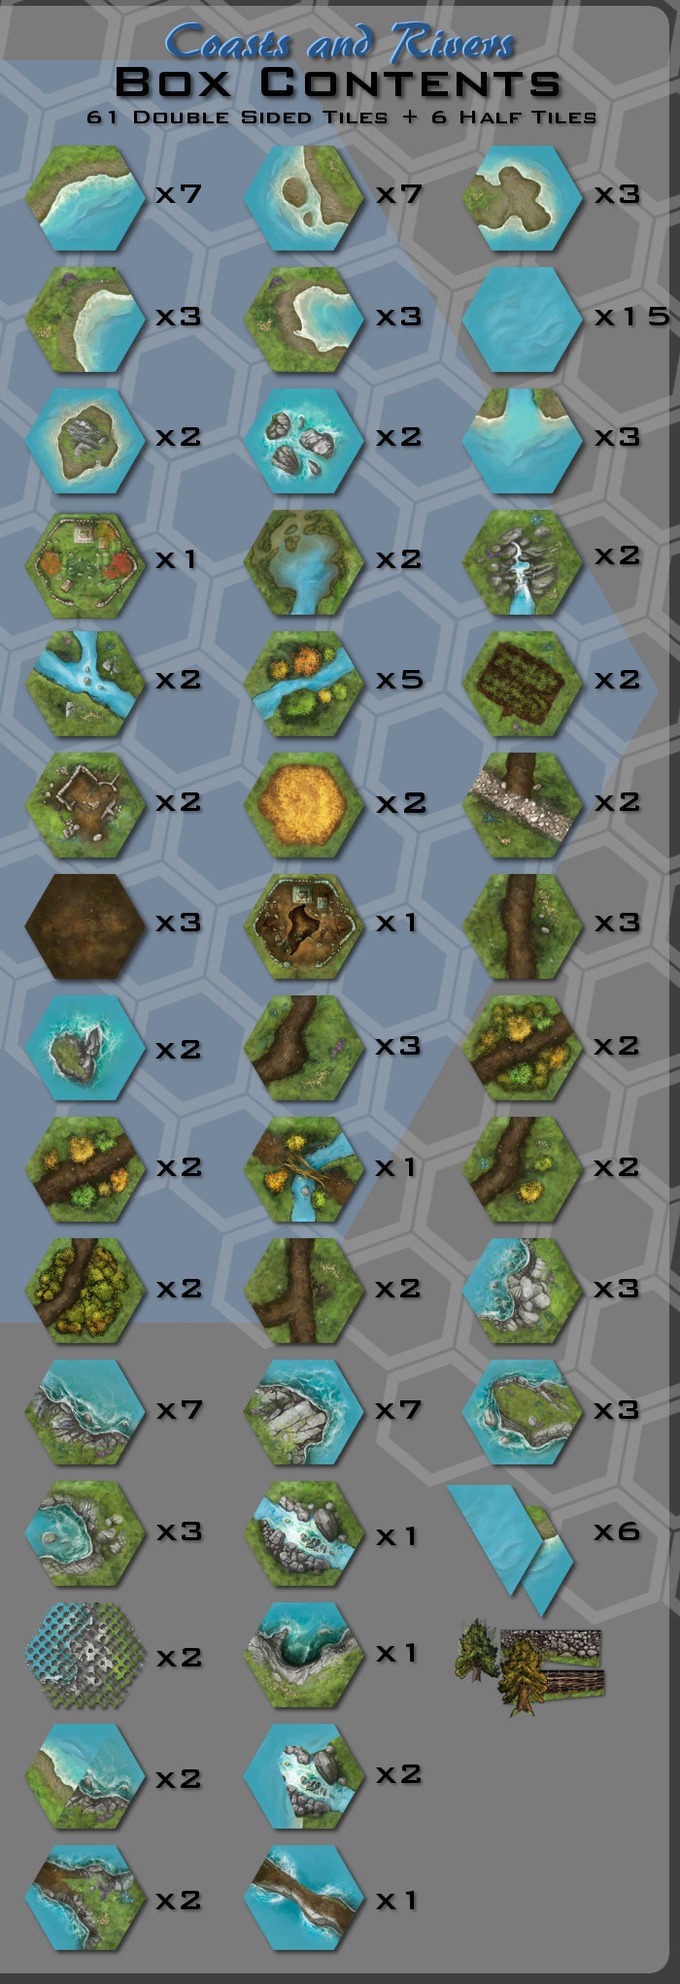 Coasts and Rivers
Box Contents
61 Double Sided Tiles + 6 Half Tiles
x7 x7 x3
x3 x3 x15
x2 x2 x3
x1 x2 x2
x2 x5 x2
x2 x2 x2
x3 x1 x3
x2 x3 x2
x2 x1 x2
x2 x2 x3
x7 x7 x3
x3 x1 x6
x2 x1
x2 x2
x2 x1